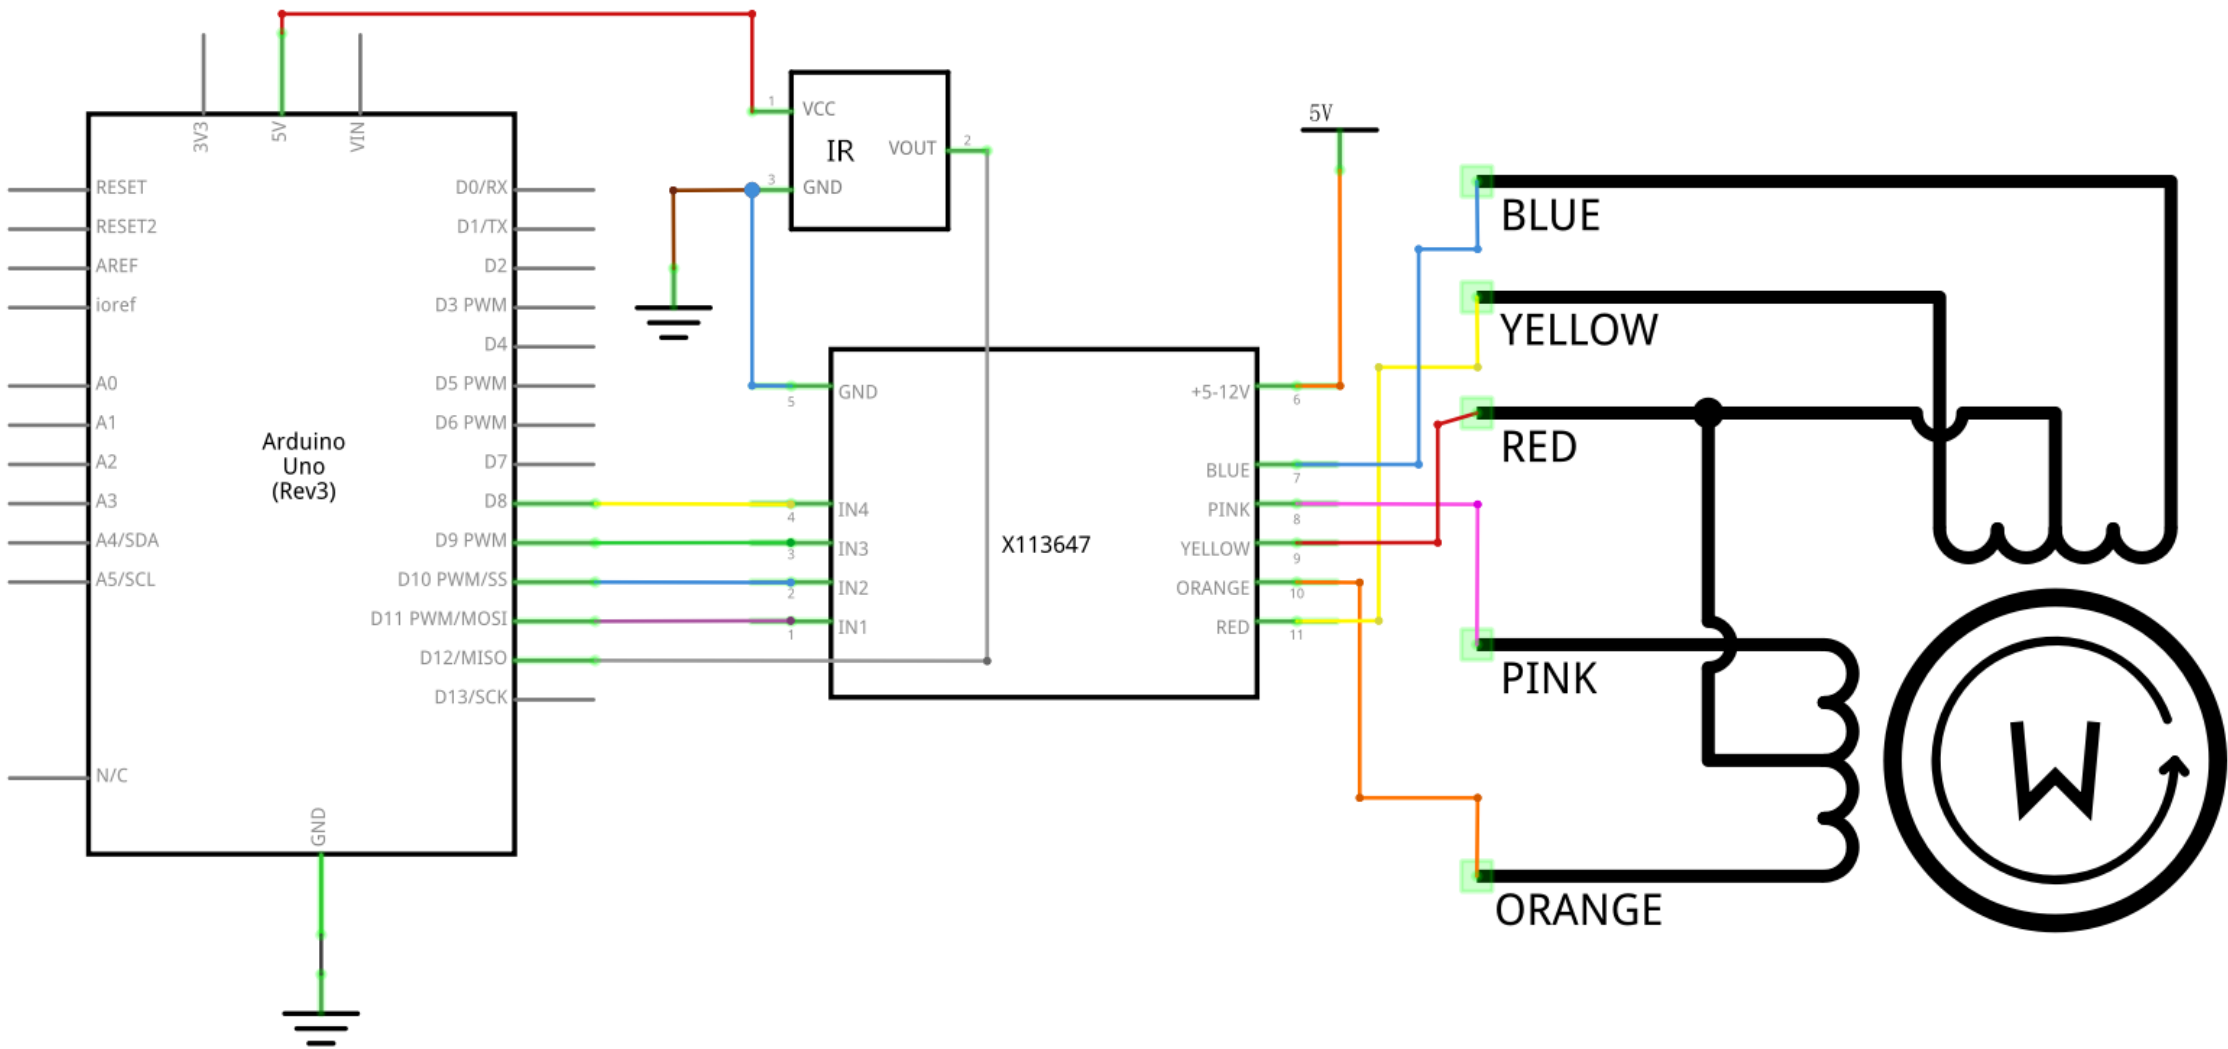 3V3
5V
VIN
RESET
RESET2
AREF
ioref
A0
A1
A2
A3
A4/SDA
A5/SCL
N/C
Arduino
Uno
(Rev3)
D0/RX
D1/TX
D2
D3 PWM
D4
D5 PWM
D6 PWM
D7
D8
D9 PWM
D10 PWM/SS
D11 PWM/MOSI
D12/MISO
D13/SCK
GND
1
VCC
IR
VOUT
2
3
GND
5
GND
4
IN4
3
IN3
2
IN2
1
IN1
X113647
+5-12V
6
BLUE
7
PINK
8
YELLOW
9
ORANGE
10
RED
11
5V
BLUE
YELLOW
RED
PINK
ORANGE
W